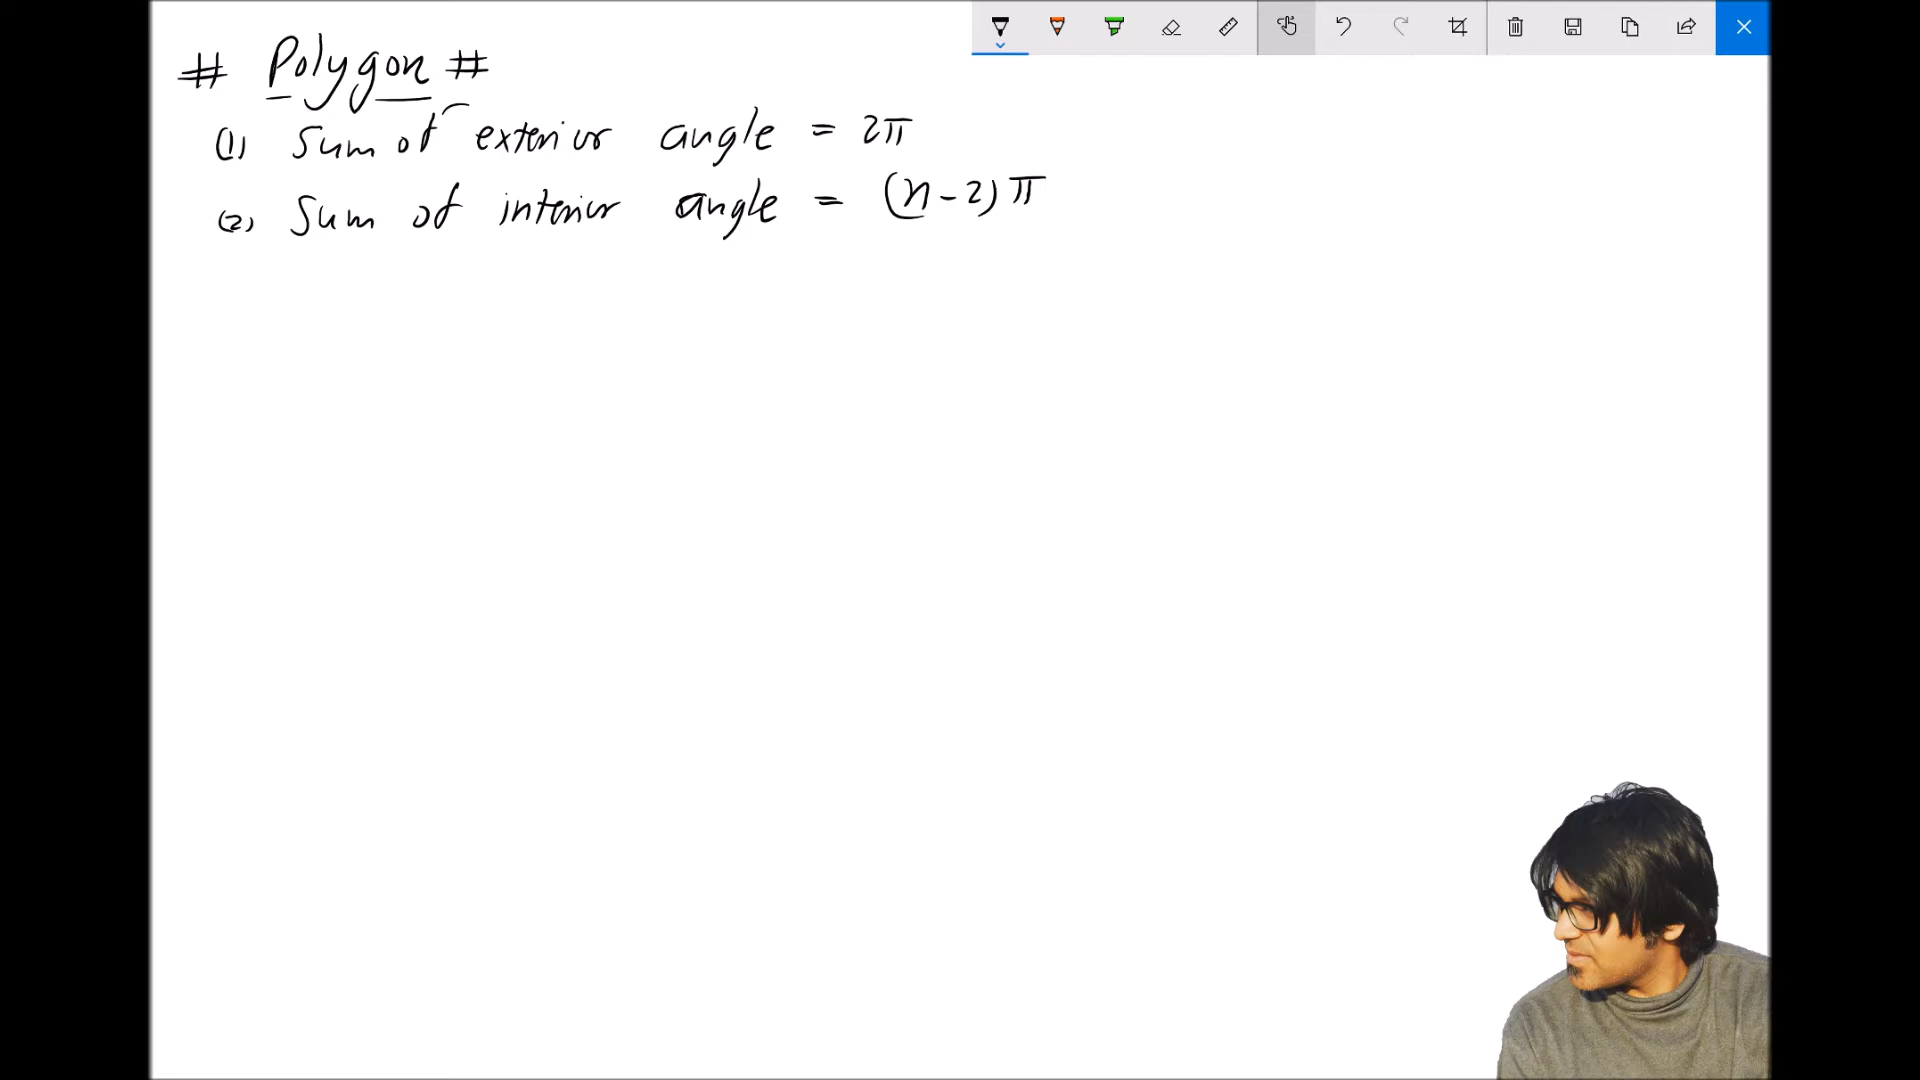 # Polygon #
(1) Sum of exterior angle = 2π
(2) Sum of interior angle = (n-2)π